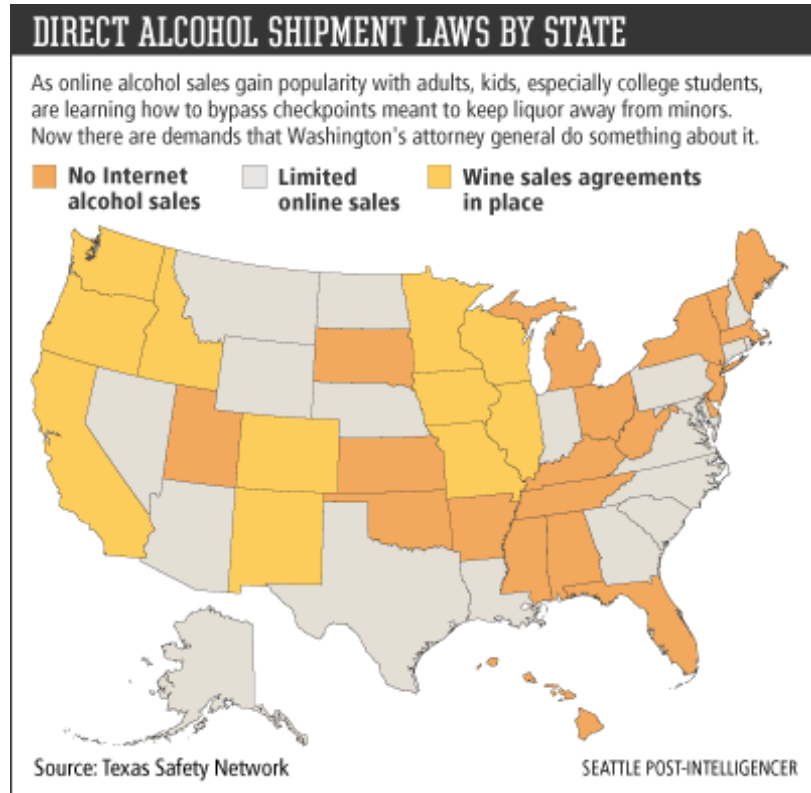 DIRECT ALCOHOL SHIPMENT LAWS BY STATE
As online alcohol sales gain popularity with adults, kids, especially college students,
are learning how to bypass checkpoints meant to keep liquor away from minors.
Now there are demands that Washington's attorney general do something about it.
No Internet
alcohol sales
Limited
online sales
Wine sales agreements
in place
Source: Texas Safety Network
SEATTLE POST-INTELLIGENCER